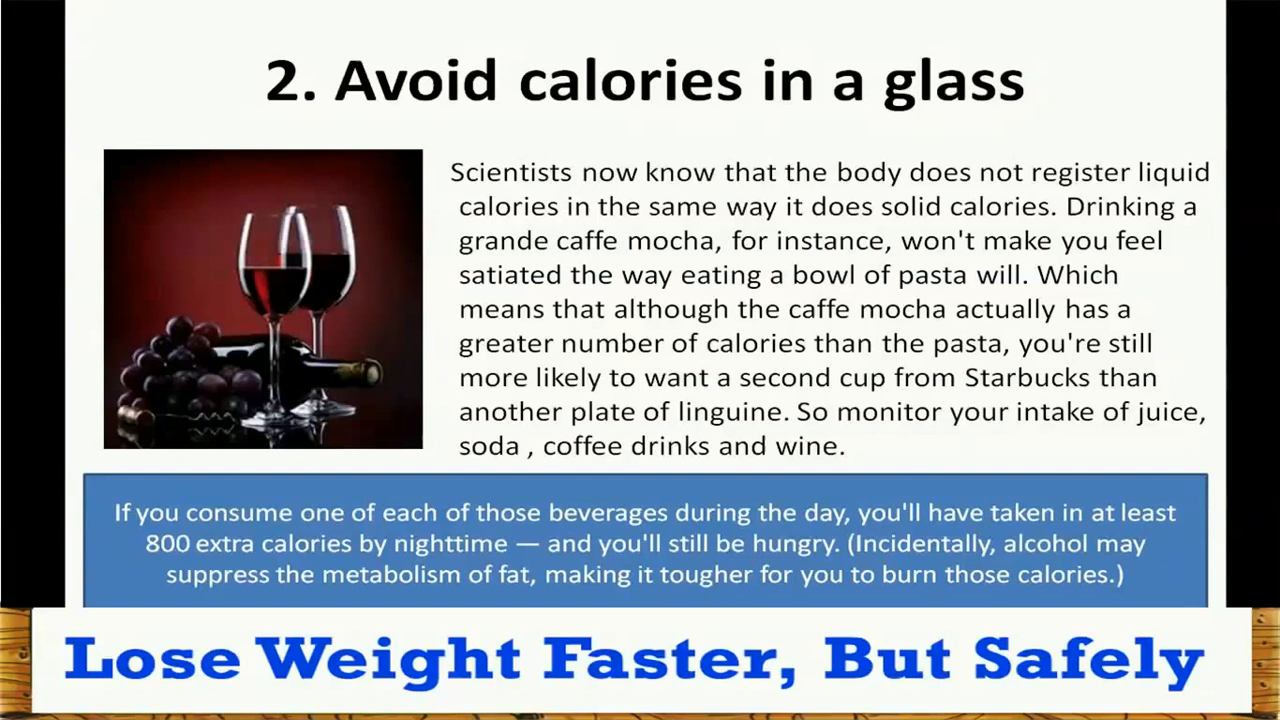 2. Avoid calories in a glass
Scientists now know that the body does not register liquid
calories in the same way it does solid calories. Drinking a
grande caffe mocha, for instance, won't make you feel
satiated the way eating a bowl of pasta will. Which
means that although the caffe mocha actually has a
greater number of calories than the pasta, you're still
more likely to want a second cup from Starbucks than
another plate of linguine. So monitor your intake of juice,
soda , coffee drinks and wine.
If you consume one of each of those beverages during the day, you'll have taken in at least
800 extra calories by nighttime — and you'll still be hungry. (Incidentally, alcohol may
suppress the metabolism of fat, making it tougher for you to burn those calories.)
Lose Weight Faster, But Safely